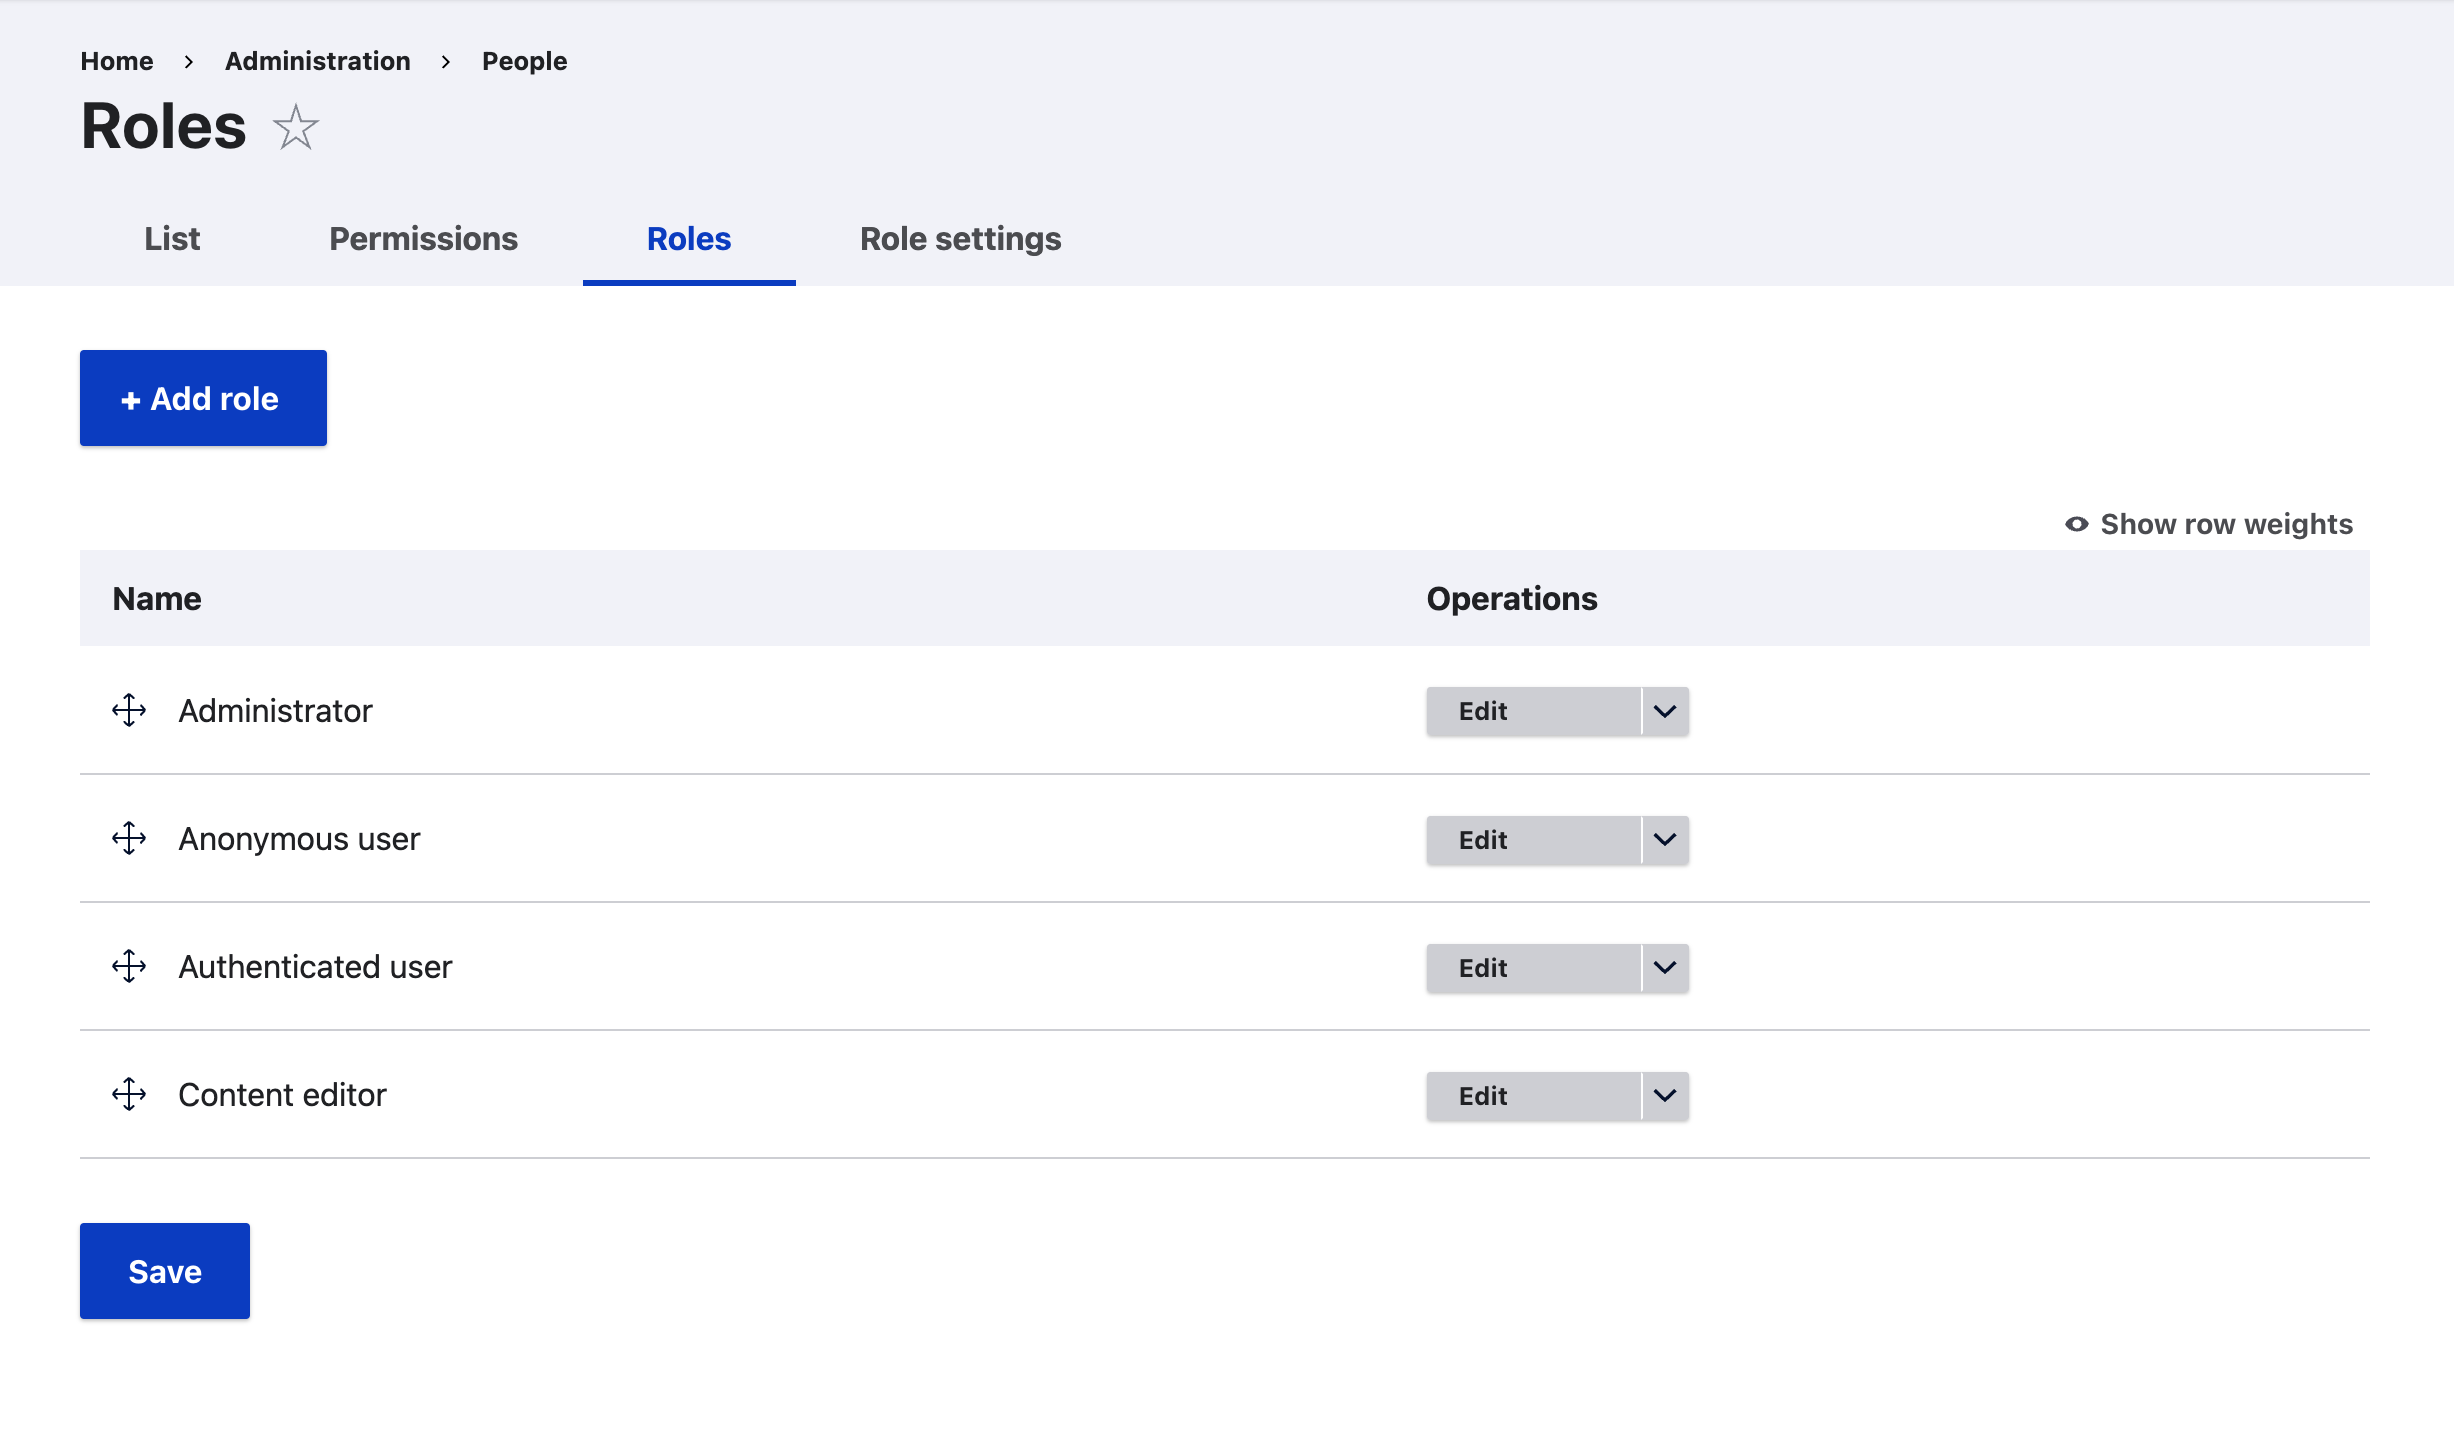 Home > Administration > People
Roles
List Permissions Roles Role settings
+ Add role
Show row weights
Name Operations
Administrator Edit
Anonymous user Edit
Authenticated user Edit
Content editor Edit
Save